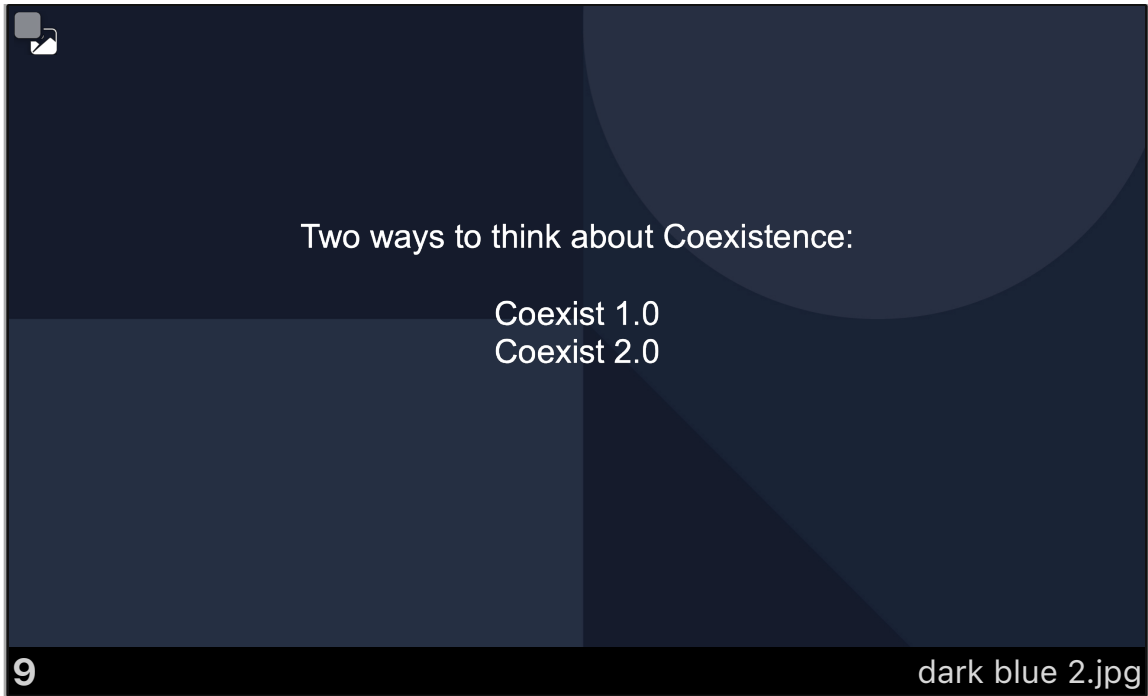 Two ways to think about Coexistence:
Coexist 1.0
Coexist 2.0
9
dark blue 2.jpg